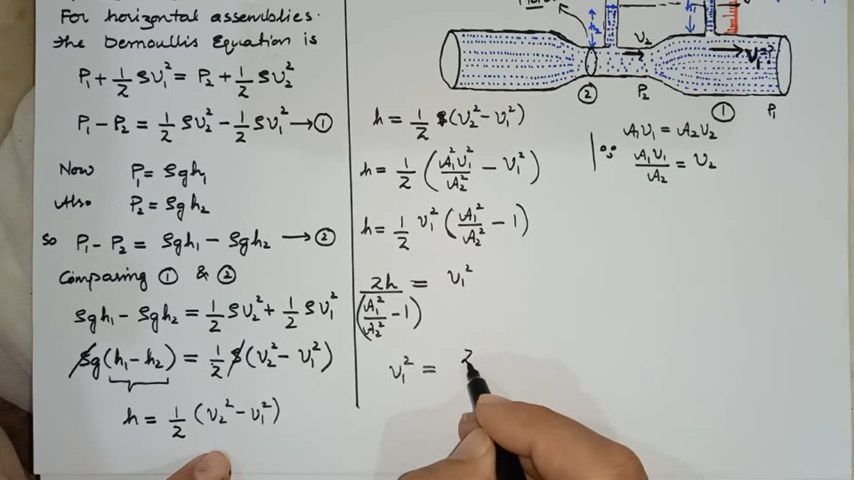 For horizontal assemblies.
the Bernoullis Equation is
P₁ + 1/2 ρv₁² = P₂ + 1/2 ρv₂²
P₁ - P₂ = 1/2 ρv₂² - 1/2 ρv₁² → ①
Now P₁ = ρgh₁
Also P₂ = ρgh₂
So P₁ - P₂ = ρgh₁ - ρgh₂ → ②
Comparing ① & ②
ρgh₁ - ρgh₂ = 1/2 ρv₂² + 1/2 ρv₁²
ρg(h₁ - h₂) = 1/2 ρ(v₂² - v₁²)
h = 1/2 (v₂² - v₁²)
h₂
h₁
v₂
v₁=?
②
P₂
①
P₁
h = 1/2 (v₂² - v₁²)
h = 1/2 (A₁²v₁²/A₂² - v₁²)
h = 1/2 v₁² (A₁²/A₂² - 1)
2h/(A₁²/A₂² - 1) = v₁²
v₁² = 2
A₁v₁ = A₂v₂
∴ A₁v₁/A₂ = v₂